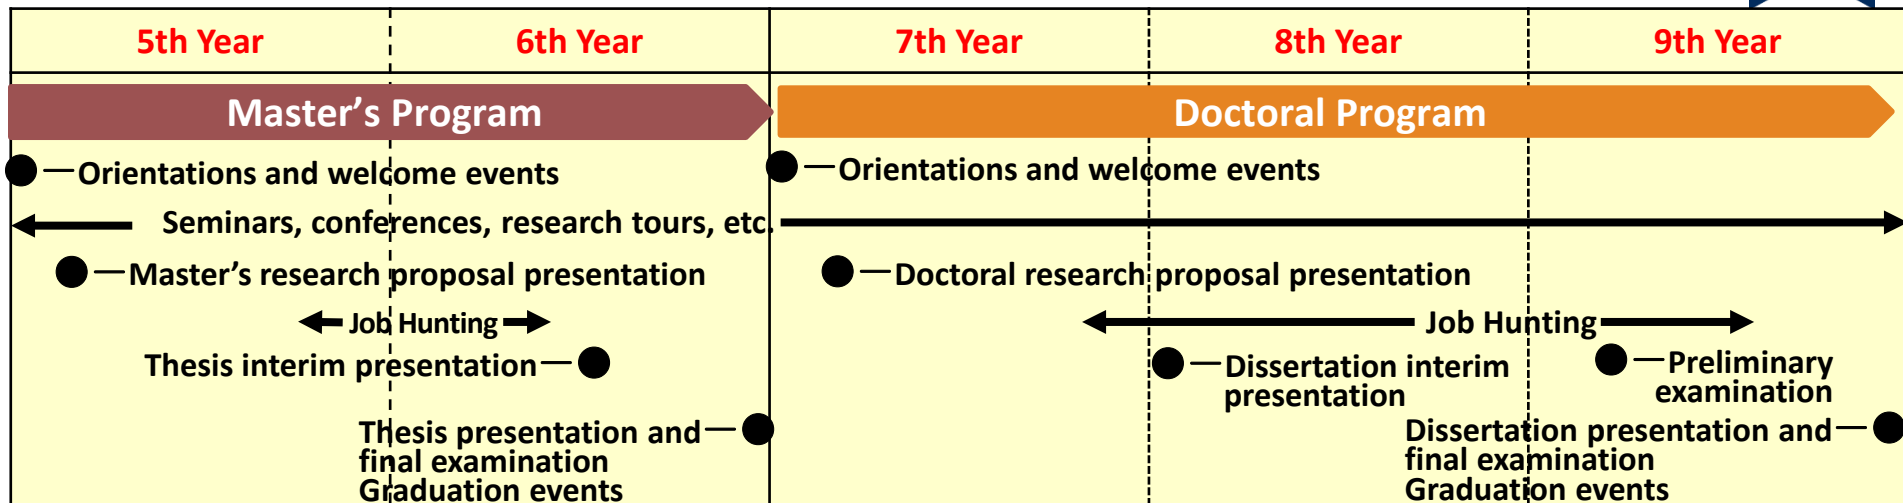 5th Year
6th Year
7th Year
8th Year
9th Year
Master’s Program
Doctoral Program
Orientations and welcome events
Orientations and welcome events
Seminars, conferences, research tours, etc.
Master’s research proposal presentation
Doctoral research proposal presentation
Job Hunting
Job Hunting
Thesis interim presentation
Dissertation interim
presentation
Preliminary
examination
Thesis presentation and
final examination
Graduation events
Dissertation presentation and
final examination
Graduation events